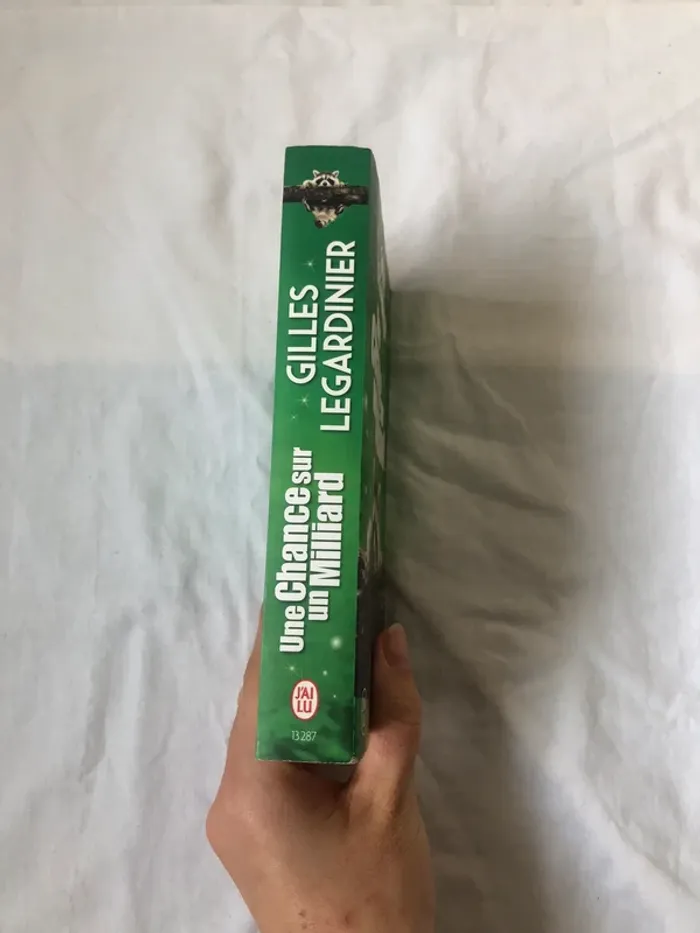 GILLES
LEGARDINIER
Une Chance sur
un Milliard
J'AI
LU
13287